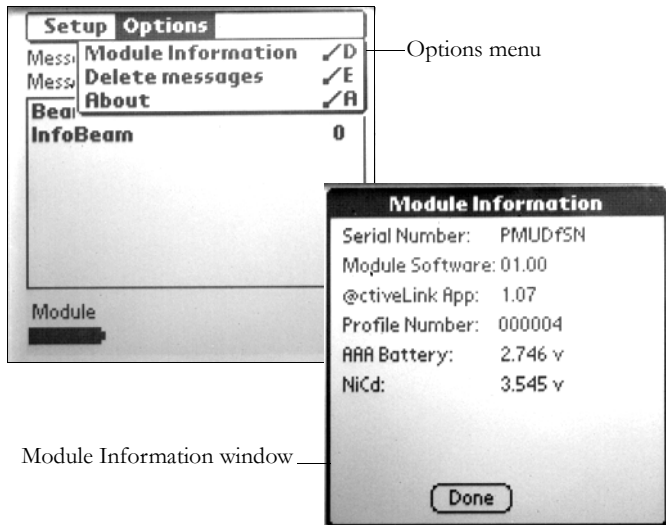 Setup Options
Options menu
Module Information /D
Delete messages /E
About /A
InfoBeam 0
Module
Module Information
Serial Number: PMUDfSN
Module Software: 01.00
@ctiveLink App: 1.07
Profile Number: 000004
AAA Battery: 2.746 v
NiCd: 3.545 v
Done
Module Information window